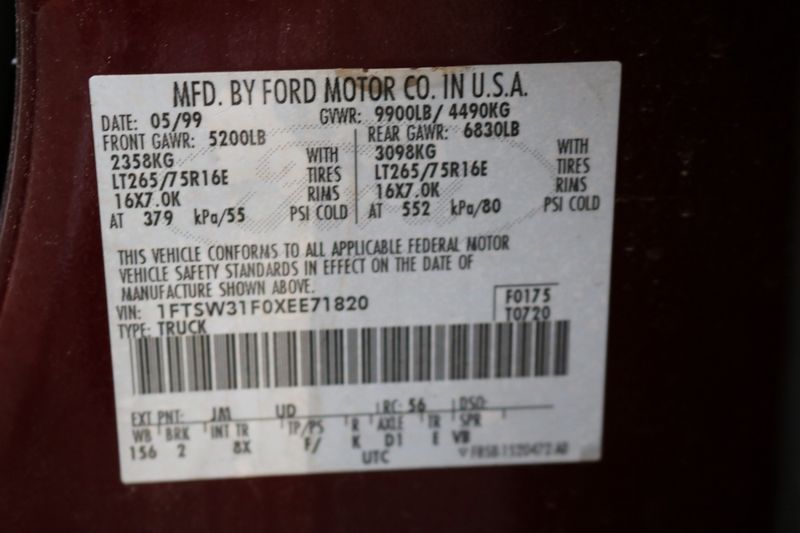 MFD. BY FORD MOTOR CO. IN U.S.A.
DATE: 05/99 GVWR: 9900LB/ 4490KG
FRONT GAWR: 5200LB REAR GAWR: 6830LB
2358KG WITH 3098KG WITH
LT265/75R16E TIRES LT265/75R16E TIRES
16X7.0K RIMS 16X7.0K RIMS
AT 379 kPa/55 PSI COLD AT 552 kPa/80 PSI COLD
THIS VEHICLE CONFORMS TO ALL APPLICABLE FEDERAL MOTOR
VEHICLE SAFETY STANDARDS IN EFFECT ON THE DATE OF
MANUFACTURE SHOWN ABOVE.
VIN: 1FTSW31F0XEE71820 F0175
TYPE: TRUCK T0720
EXT PNT: JM UD RC: 56 DSO:
WB BRK INT TR TP/PS R AXLE TR SPR
156 2 8X F/ K D1 E VB
UTC